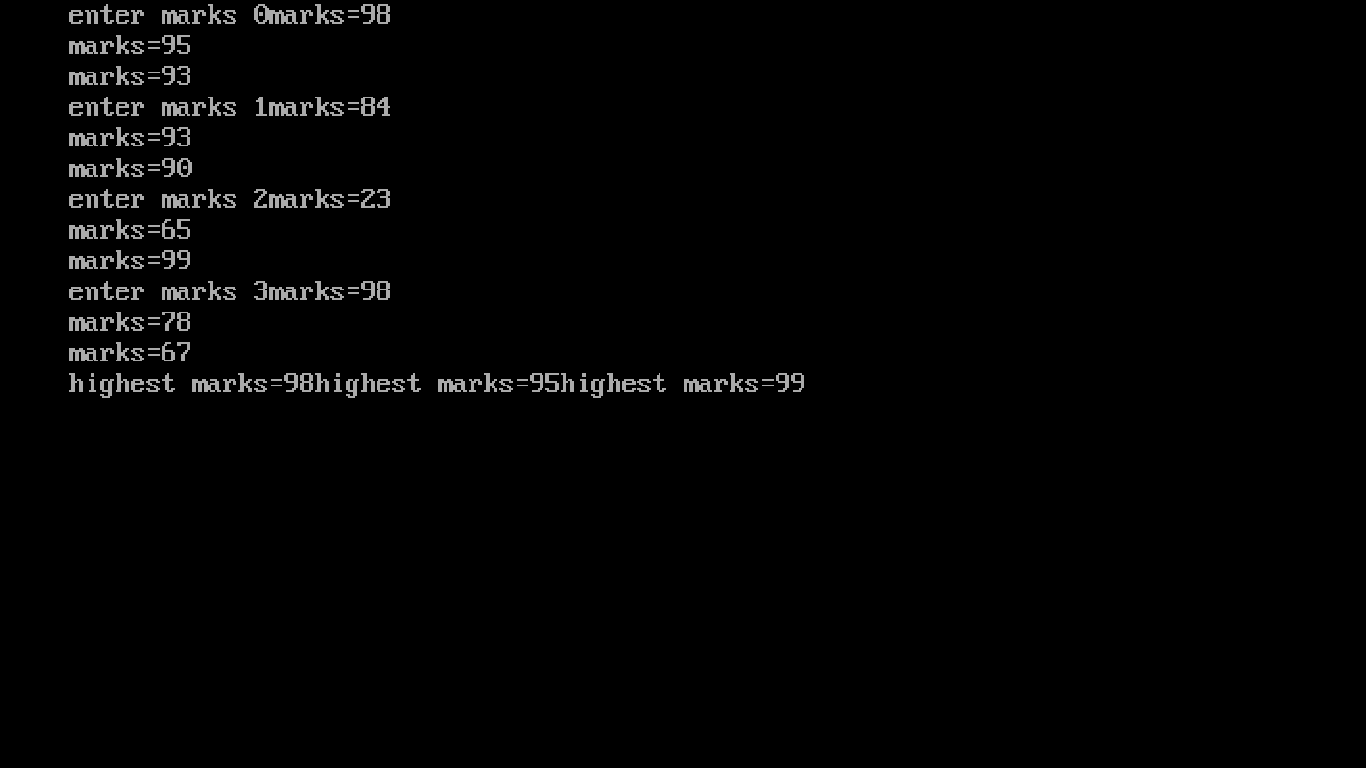 enter marks 0marks=98
marks=95
marks=93
enter marks 1marks=84
marks=93
marks=90
enter marks 2marks=23
marks=65
marks=99
enter marks 3marks=98
marks=78
marks=67
highest marks=98highest marks=95highest marks=99